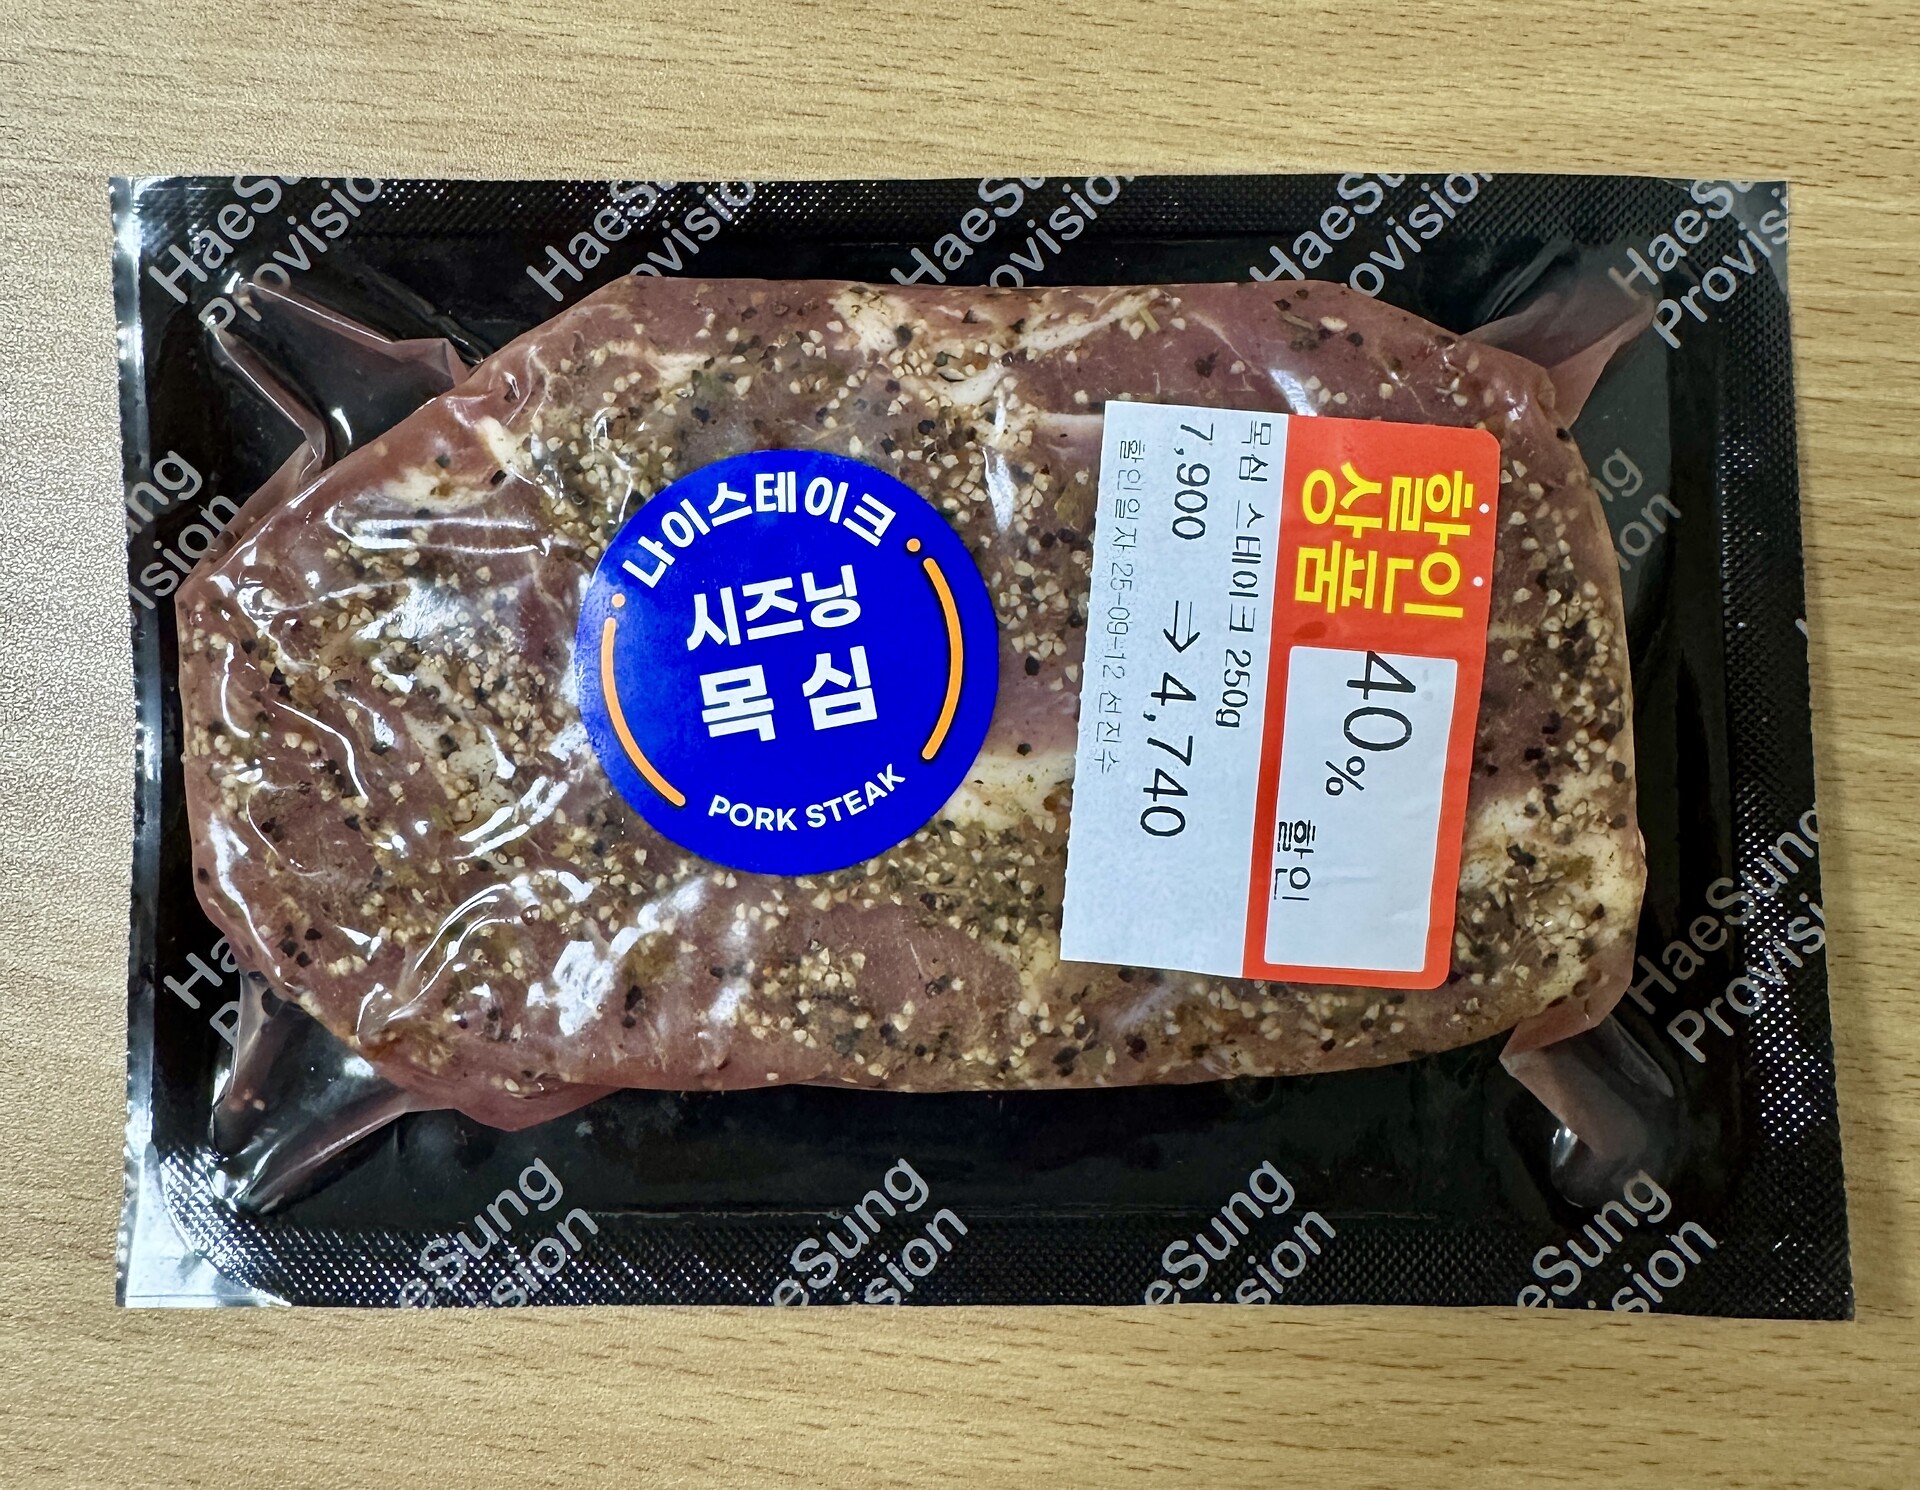 나이스테이크
시즈닝
목심
PORK STEAK
할인
상품
40% 할인
목심 스테이크 250g
7,900 ⇒ 4,740
할인일자:25-09-12 선진수
HaeSung
Provision